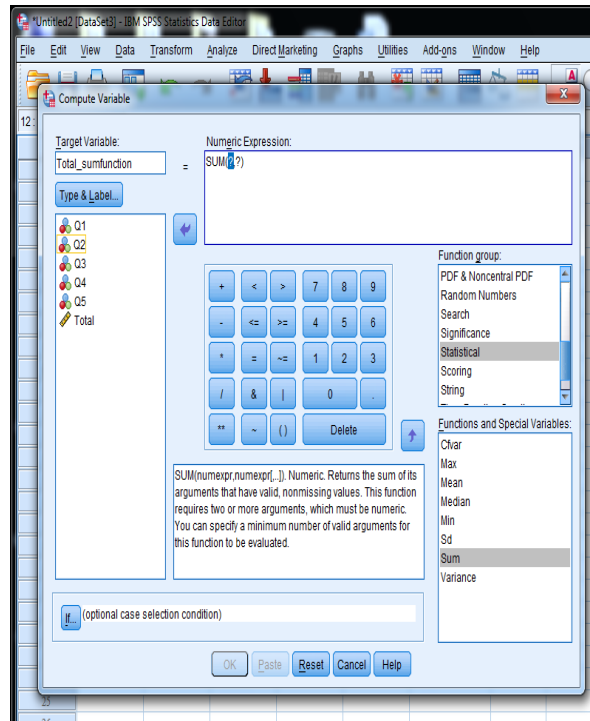 *Untitled2 [DataSet3] - IBM SPSS Statistics Data Editor
File Edit View Data Transform Analyze Direct Marketing Graphs Utilities Add-ons Window Help
A
Compute Variable
X
12 :
Target Variable:
Total_sumfunction
=
Numeric Expression:
SUM(?,?)
Type & Label...
Q1
Q2
Q3
Q4
Q5
Total
+ < > 7 8 9
- <= >= 4 5 6
* = ~= 1 2 3
/ & | 0 .
** ~ ( ) Delete
Function group:
PDF & Noncentral PDF
Random Numbers
Search
Significance
Statistical
Scoring
String
Functions and Special Variables:
Cfvar
Max
Mean
Median
Min
Sd
Sum
Variance
SUM(numexpr,numexpr[,..]). Numeric. Returns the sum of its
arguments that have valid, nonmissing values. This function
requires two or more arguments, which must be numeric.
You can specify a minimum number of valid arguments for
this function to be evaluated.
If... (optional case selection condition)
OK Paste Reset Cancel Help
25